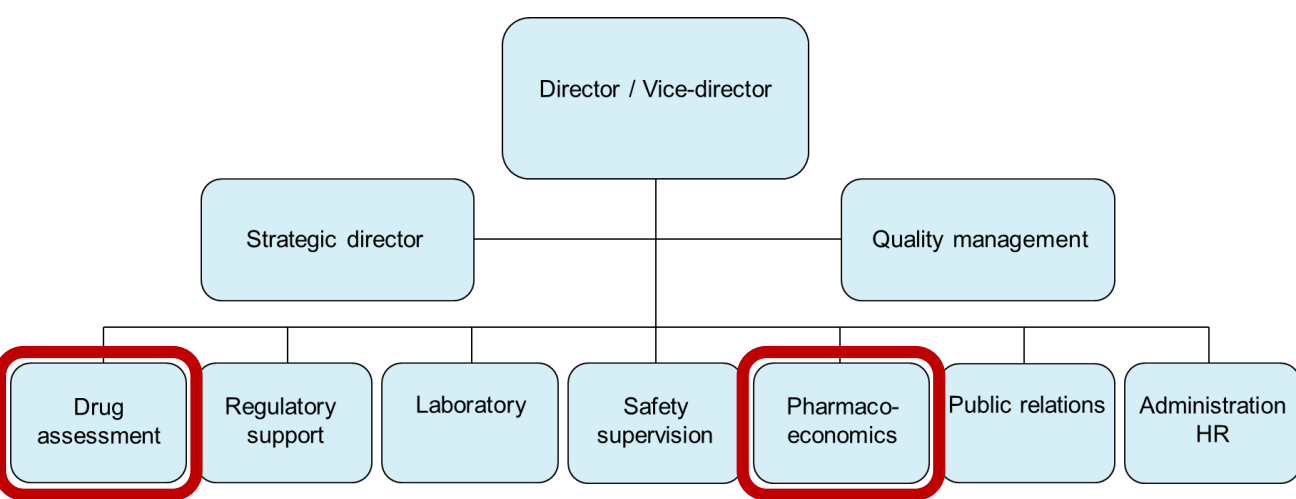 Director / Vice-director
Strategic director
Quality management
Drug
assessment
Regulatory
support
Laboratory
Safety
supervision
Pharmaco-
economics
Public relations
Administration
HR